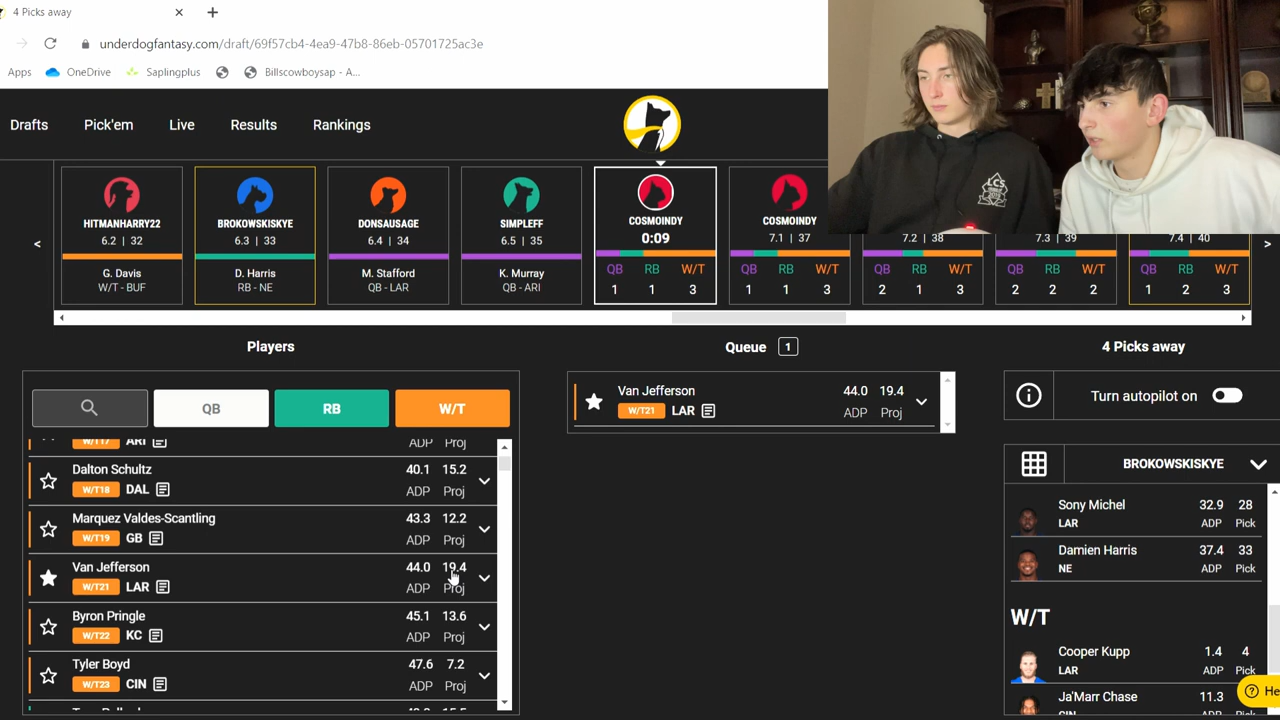 4 Picks away
underdogfantasy.com/draft/69f57cb4-4ea9-47b8-86eb-05701725ac3e
Apps OneDrive Saplingplus Billscowboysap - A...
Drafts Pick'em Live Results Rankings
HITMANHARRY22
6.2 | 32
G. Davis
W/T - BUF
BROKOWSKISKYE
6.3 | 33
D. Harris
RB - NE
DONSAUSAGE
6.4 | 34
M. Stafford
QB - LAR
SIMPLEFF
6.5 | 35
K. Murray
QB - ARI
COSMOINDY
0:09
QB RB W/T
1 1 3
COSMOINDY
7.1 | 37
QB RB W/T
1 1 3
7.2 | 38
QB RB W/T
2 1 3
7.3 | 39
QB RB W/T
2 2 2
7.4 | 40
QB RB W/T
1 2 3
Players
QB RB W/T
W/T17 ARI ADP Proj
Dalton Schultz 40.1 15.2
W/T18 DAL ADP Proj
Marquez Valdes-Scantling 43.3 12.2
W/T19 GB ADP Proj
Van Jefferson 44.0 19.4
W/T21 LAR ADP Proj
Byron Pringle 45.1 13.6
W/T22 KC ADP Proj
Tyler Boyd 47.6 7.2
W/T23 CIN ADP Proj
Queue 1
Van Jefferson 44.0 19.4
W/T21 LAR ADP Proj
4 Picks away
Turn autopilot on
BROKOWSKISKYE
Sony Michel 32.9 28
LAR ADP Pick
Damien Harris 37.4 33
NE ADP Pick
W/T
Cooper Kupp 1.4 4
LAR ADP Pick
Ja'Marr Chase 11.3
He
LCS